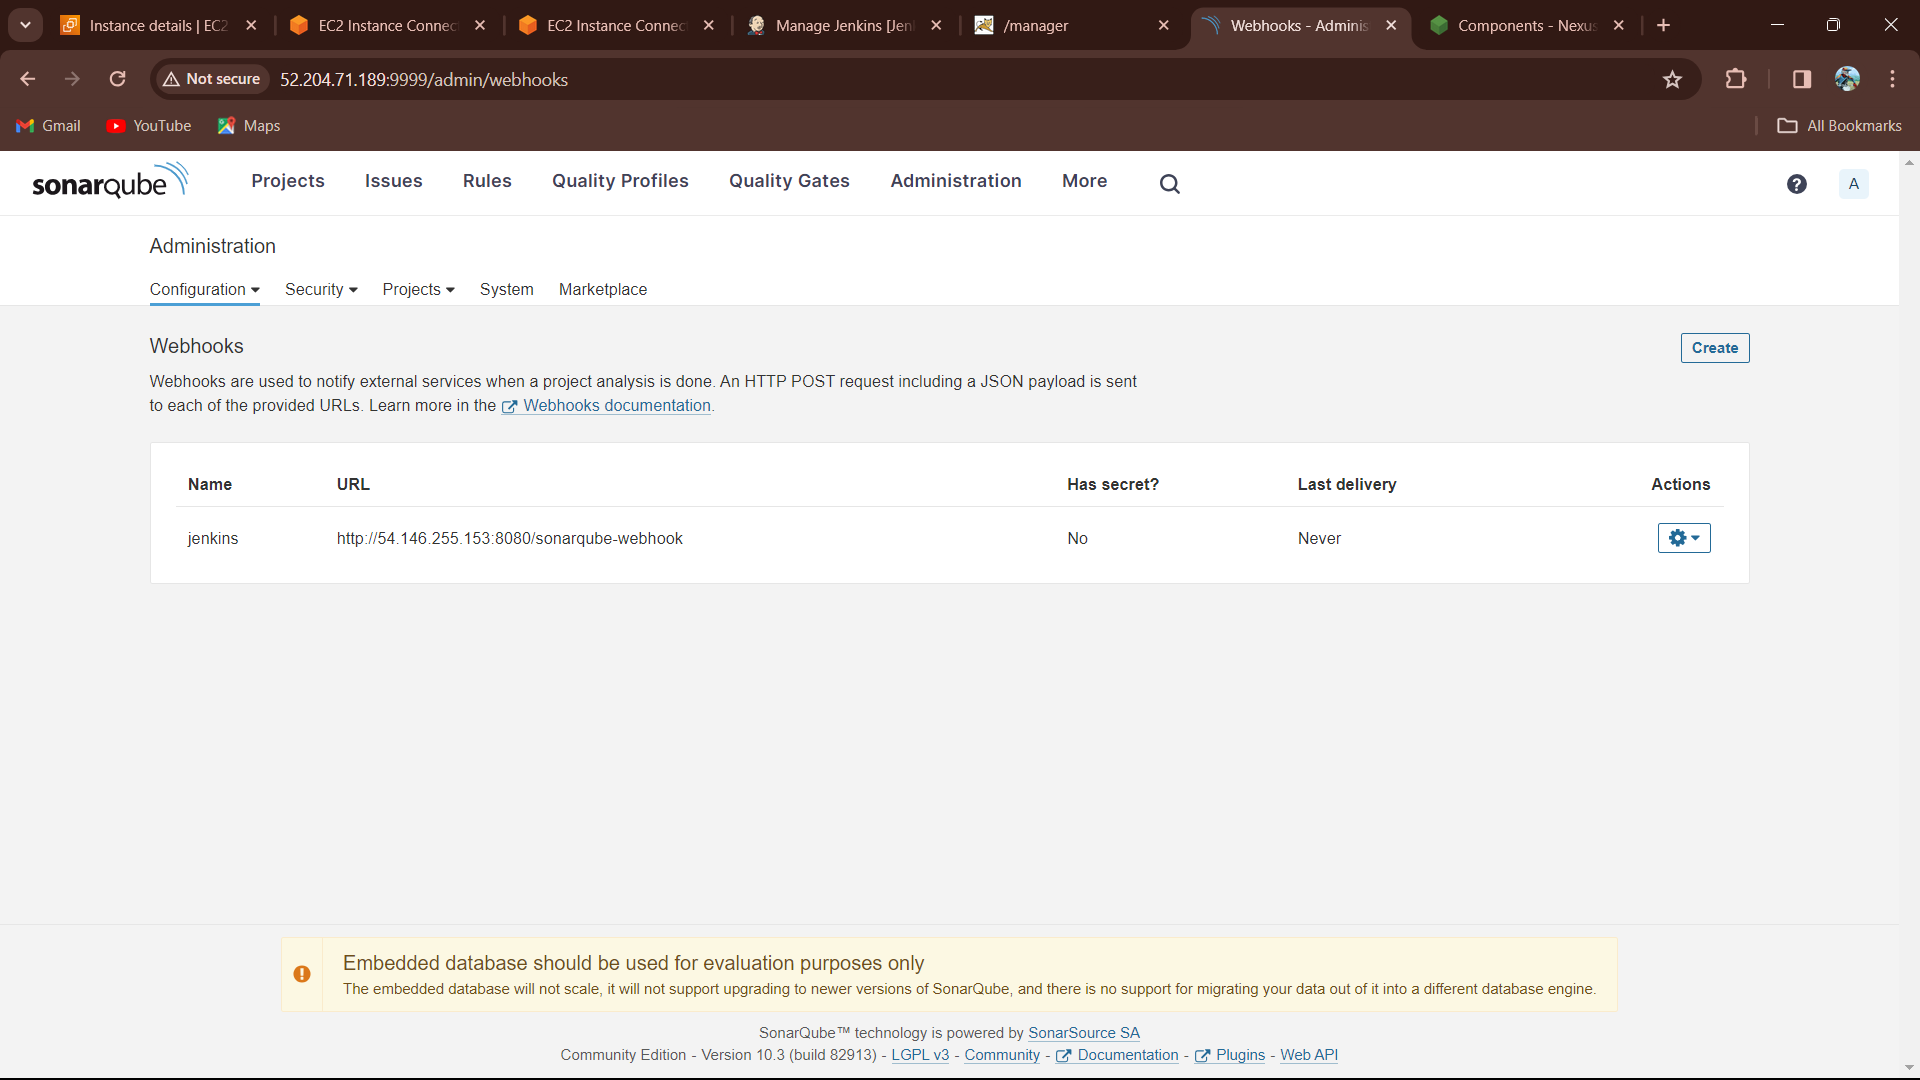 Instance details | EC2
EC2 Instance Connec
EC2 Instance Connec
Manage Jenkins [Jen
/manager
Webhooks - Adminis
Components - Nexus
Not secure
52.204.71.189:9999/admin/webhooks
Gmail
YouTube
Maps
All Bookmarks
sonarqube
Projects
Issues
Rules
Quality Profiles
Quality Gates
Administration
More
A
Administration
Configuration
Security
Projects
System
Marketplace
Webhooks
Create
Webhooks are used to notify external services when a project analysis is done. An HTTP POST request including a JSON payload is sent
to each of the provided URLs. Learn more in the Webhooks documentation.
Name URL Has secret? Last delivery Actions
jenkins http://54.146.255.153:8080/sonarqube-webhook No Never
Embedded database should be used for evaluation purposes only
The embedded database will not scale, it will not support upgrading to newer versions of SonarQube, and there is no support for migrating your data out of it into a different database engine.
SonarQube™ technology is powered by SonarSource SA
Community Edition - Version 10.3 (build 82913) - LGPL v3 - Community - Documentation - Plugins - Web API